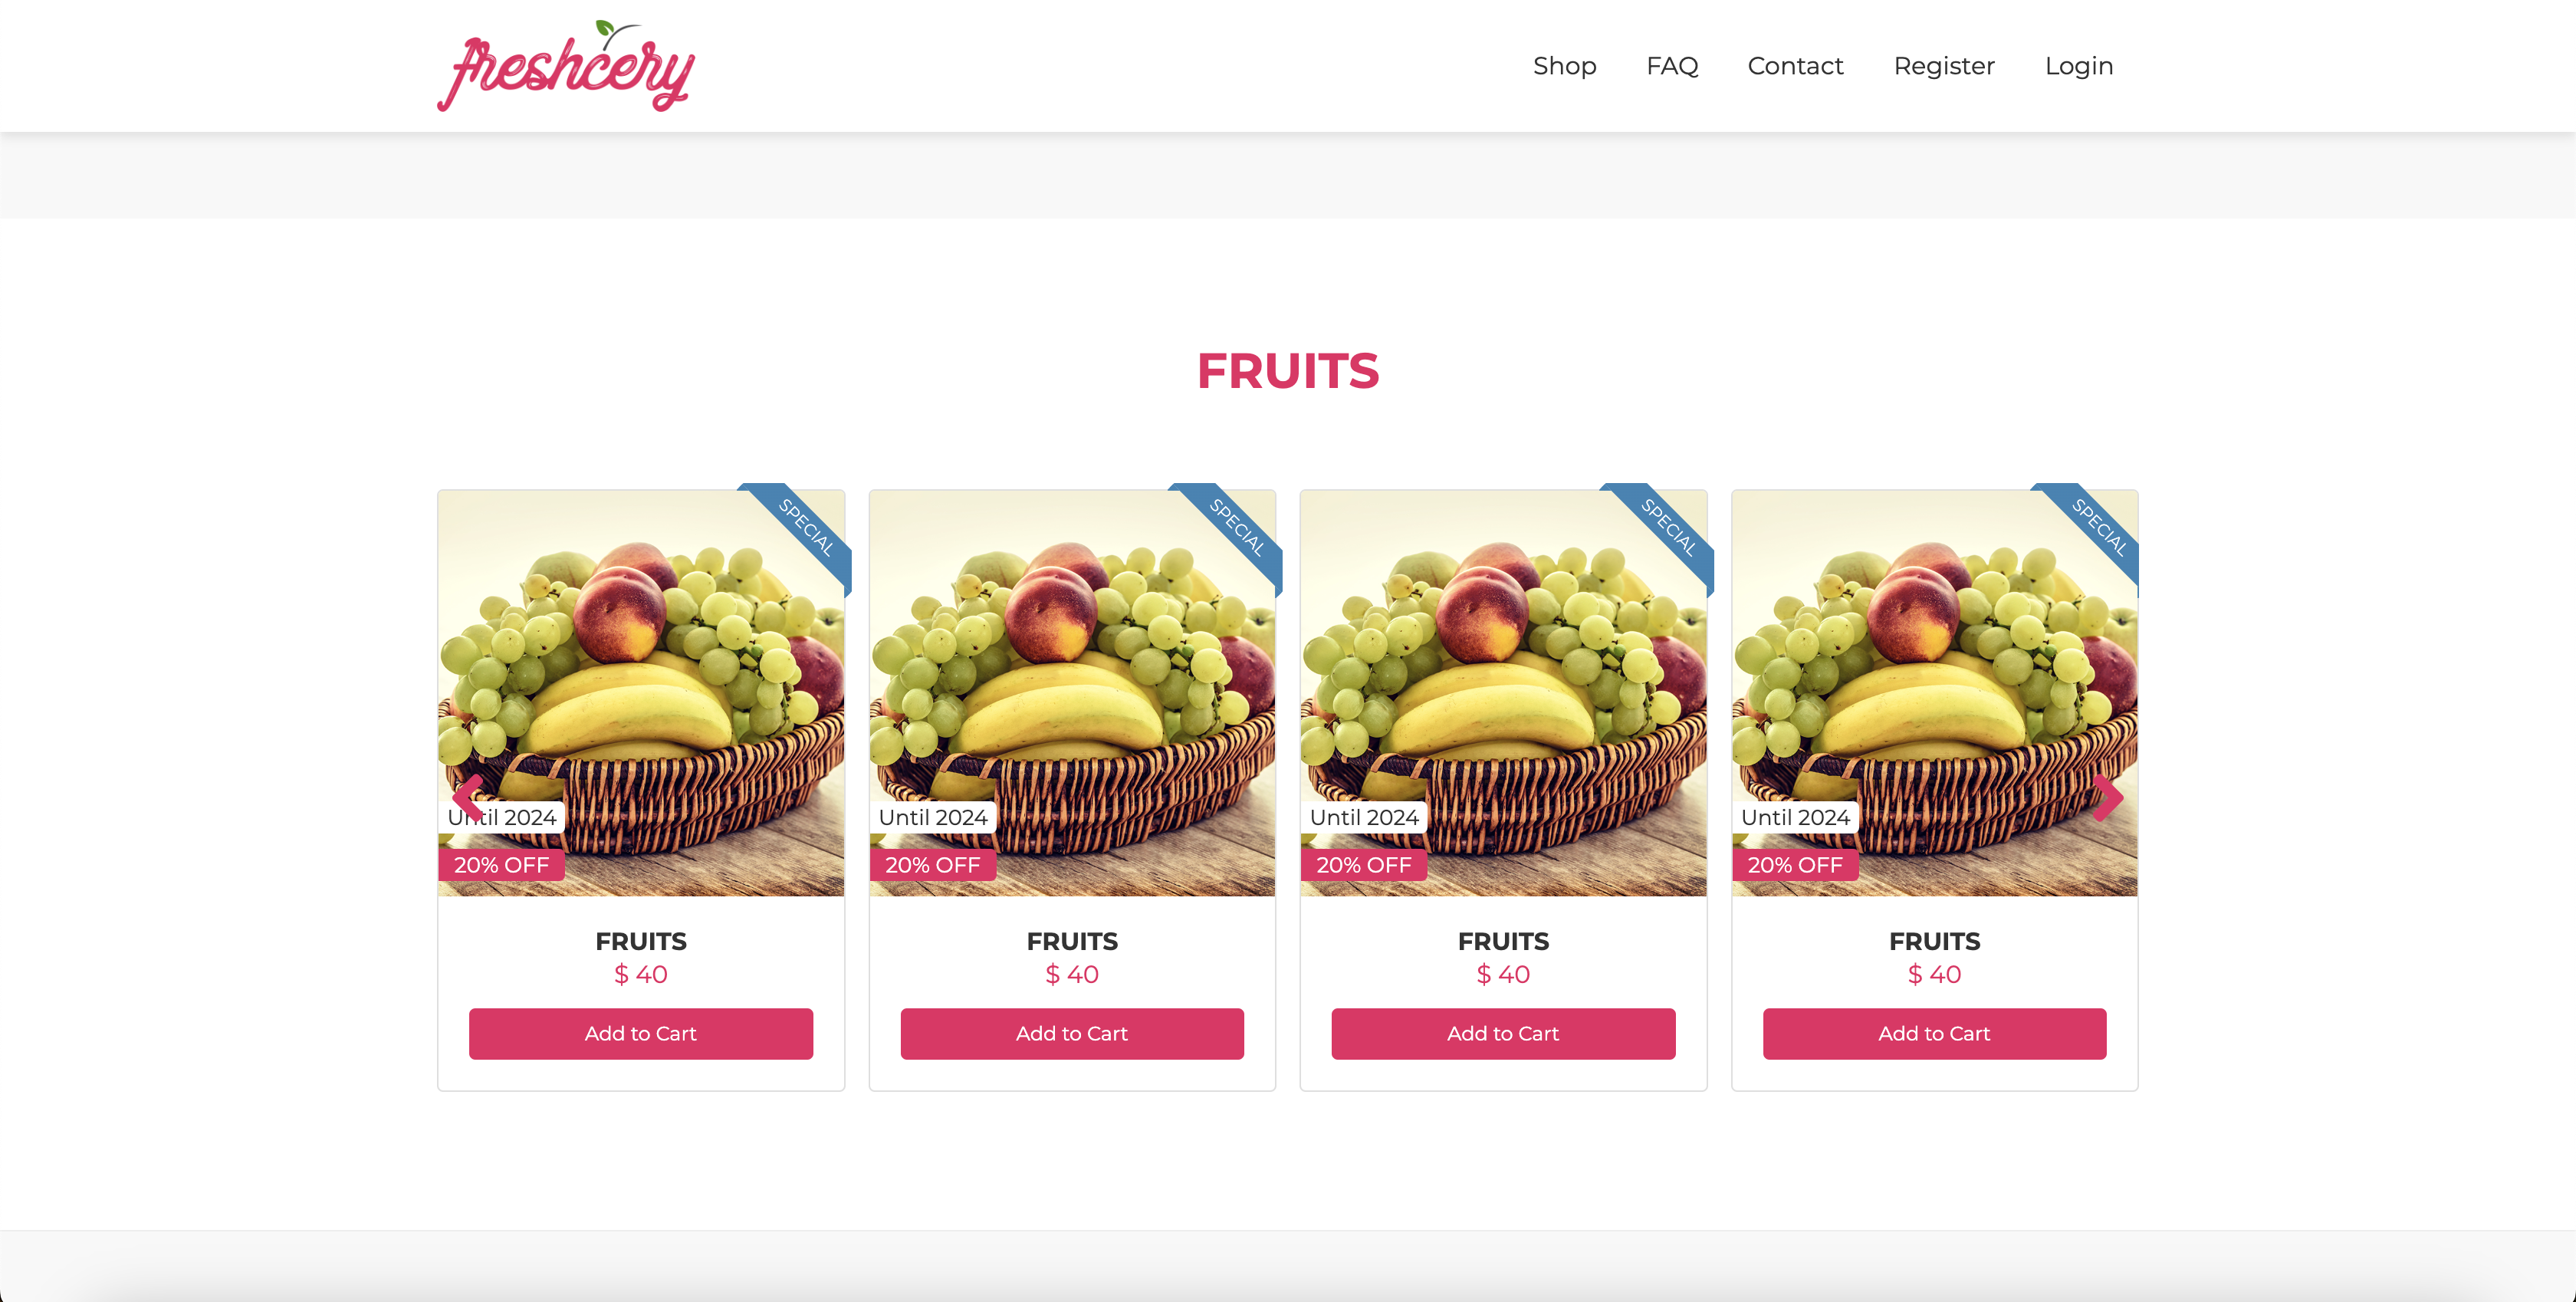 freshcery
Shop FAQ Contact Register Login
FRUITS
SPECIAL SPECIAL SPECIAL SPECIAL
Until 2024 Until 2024 Until 2024 Until 2024
20% OFF 20% OFF 20% OFF 20% OFF
FRUITS FRUITS FRUITS FRUITS
$ 40 $ 40 $ 40 $ 40
Add to Cart Add to Cart Add to Cart Add to Cart